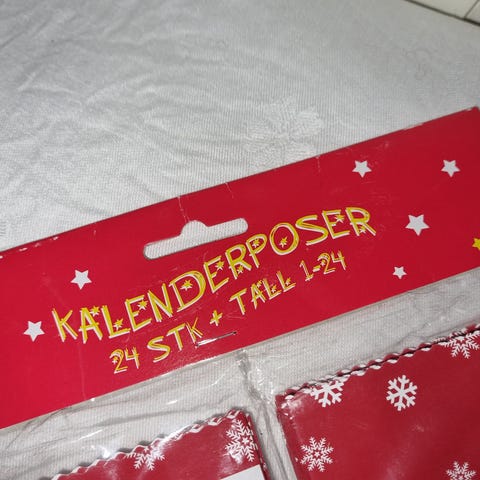 KALENDERPOSER
24 STK + TALL 1-24